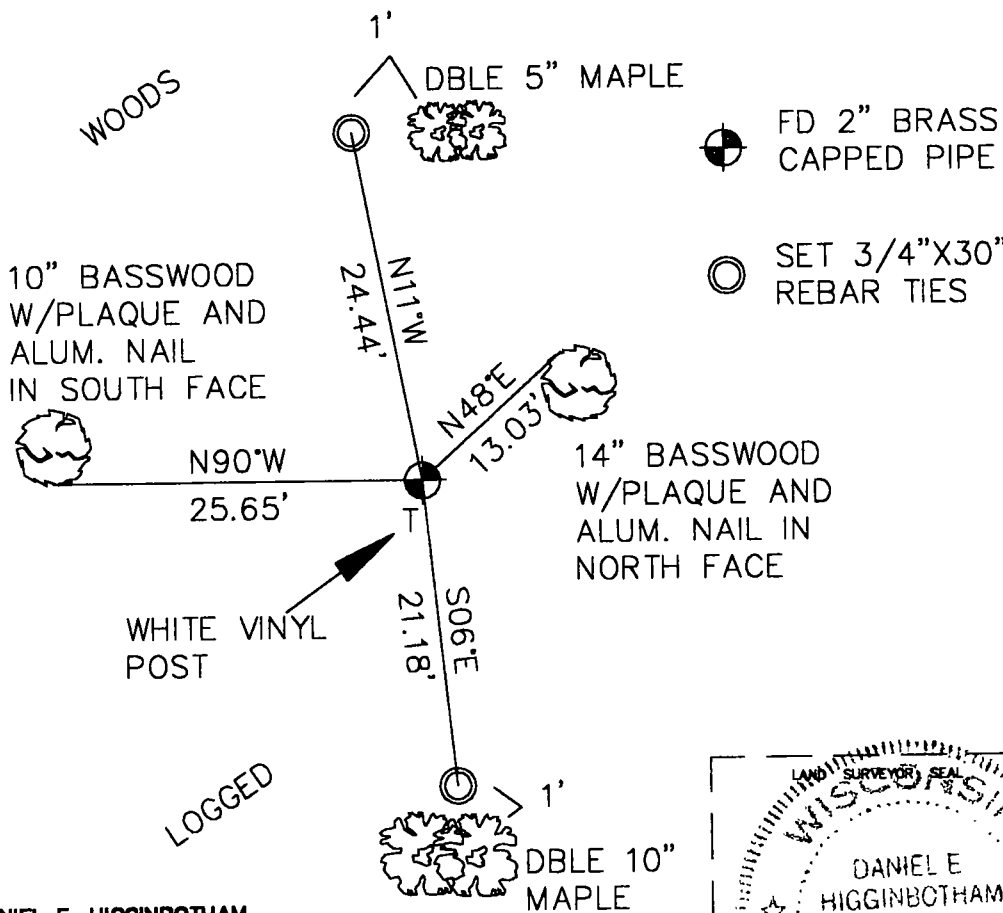 1'
WOODS
DBLE 5" MAPLE
FD 2" BRASS
CAPPED PIPE
SET 3/4"X30"
REBAR TIES
10" BASSWOOD
W/PLAQUE AND
ALUM. NAIL
IN SOUTH FACE
N11°W
24.44'
N48°E
13.03'
N90°W
25.65'
14" BASSWOOD
W/PLAQUE AND
ALUM. NAIL IN
NORTH FACE
T
WHITE VINYL
POST
S06°E
21.18'
LOGGED
1'
DBLE 10"
MAPLE
LAND SURVEYOR SEAL
WISCONSIN
DANIEL E
HIGGINBOTHAM
NIEL E. HIGGINBOTHAM